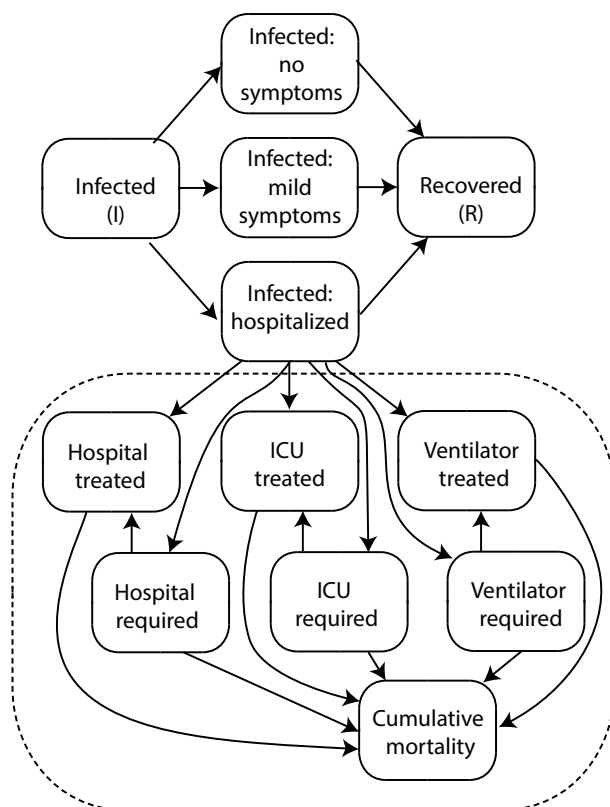 Infected:
no
symptoms
Infected
(I)
Infected:
mild
symptoms
Recovered
(R)
Infected:
hospitalized
Hospital
treated
ICU
treated
Ventilator
treated
Hospital
required
ICU
required
Ventilator
required
Cumulative
mortality